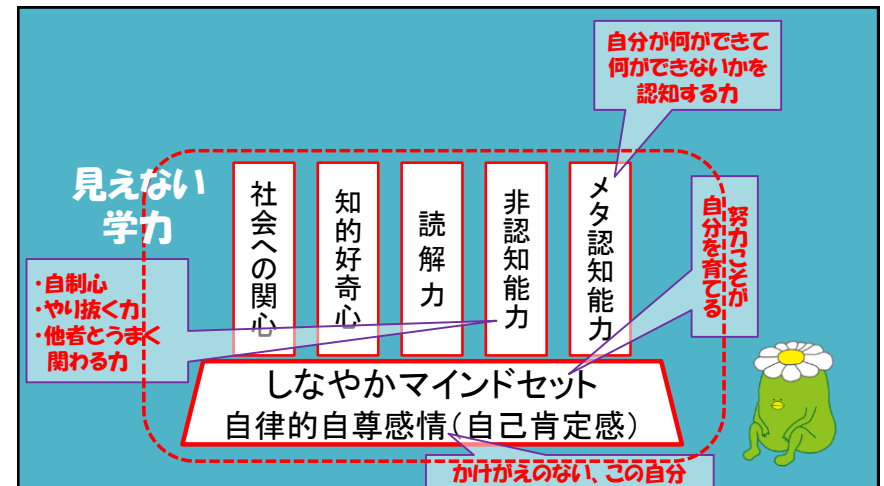 自分が何ができて
何ができないかを
認知する力
見えない
学力
社会への関心
知的好奇心
読解力
非認知能力
メタ認知能力
努力こそが
自分を育てる
・自制心
・やり抜く力
・他者とうまく
関わる力
しなやかマインドセット
自律的自尊感情(自己肯定感)
かけがえのない、この自分